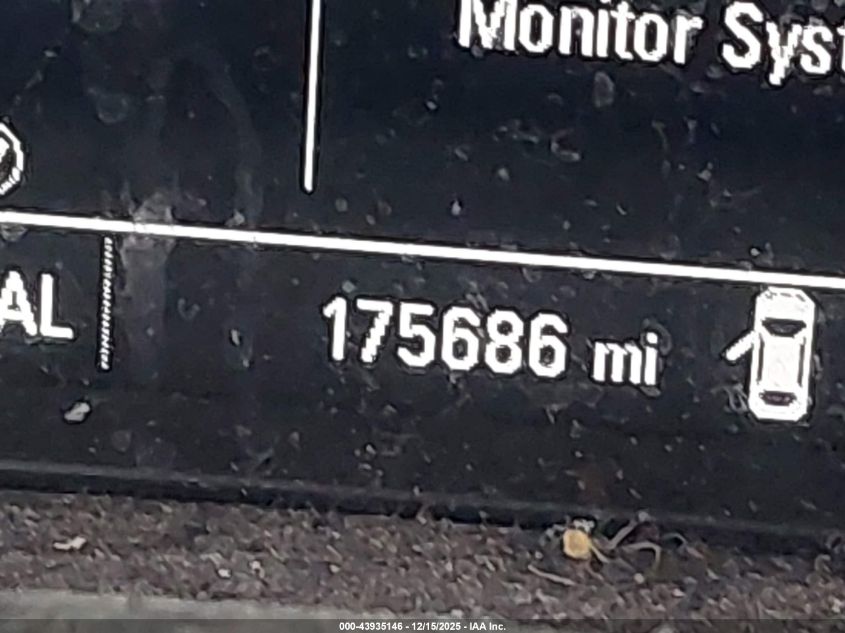 Monitor Syst
AL
175686 mi
000-43935146 - 12/15/2025 - IAA Inc.